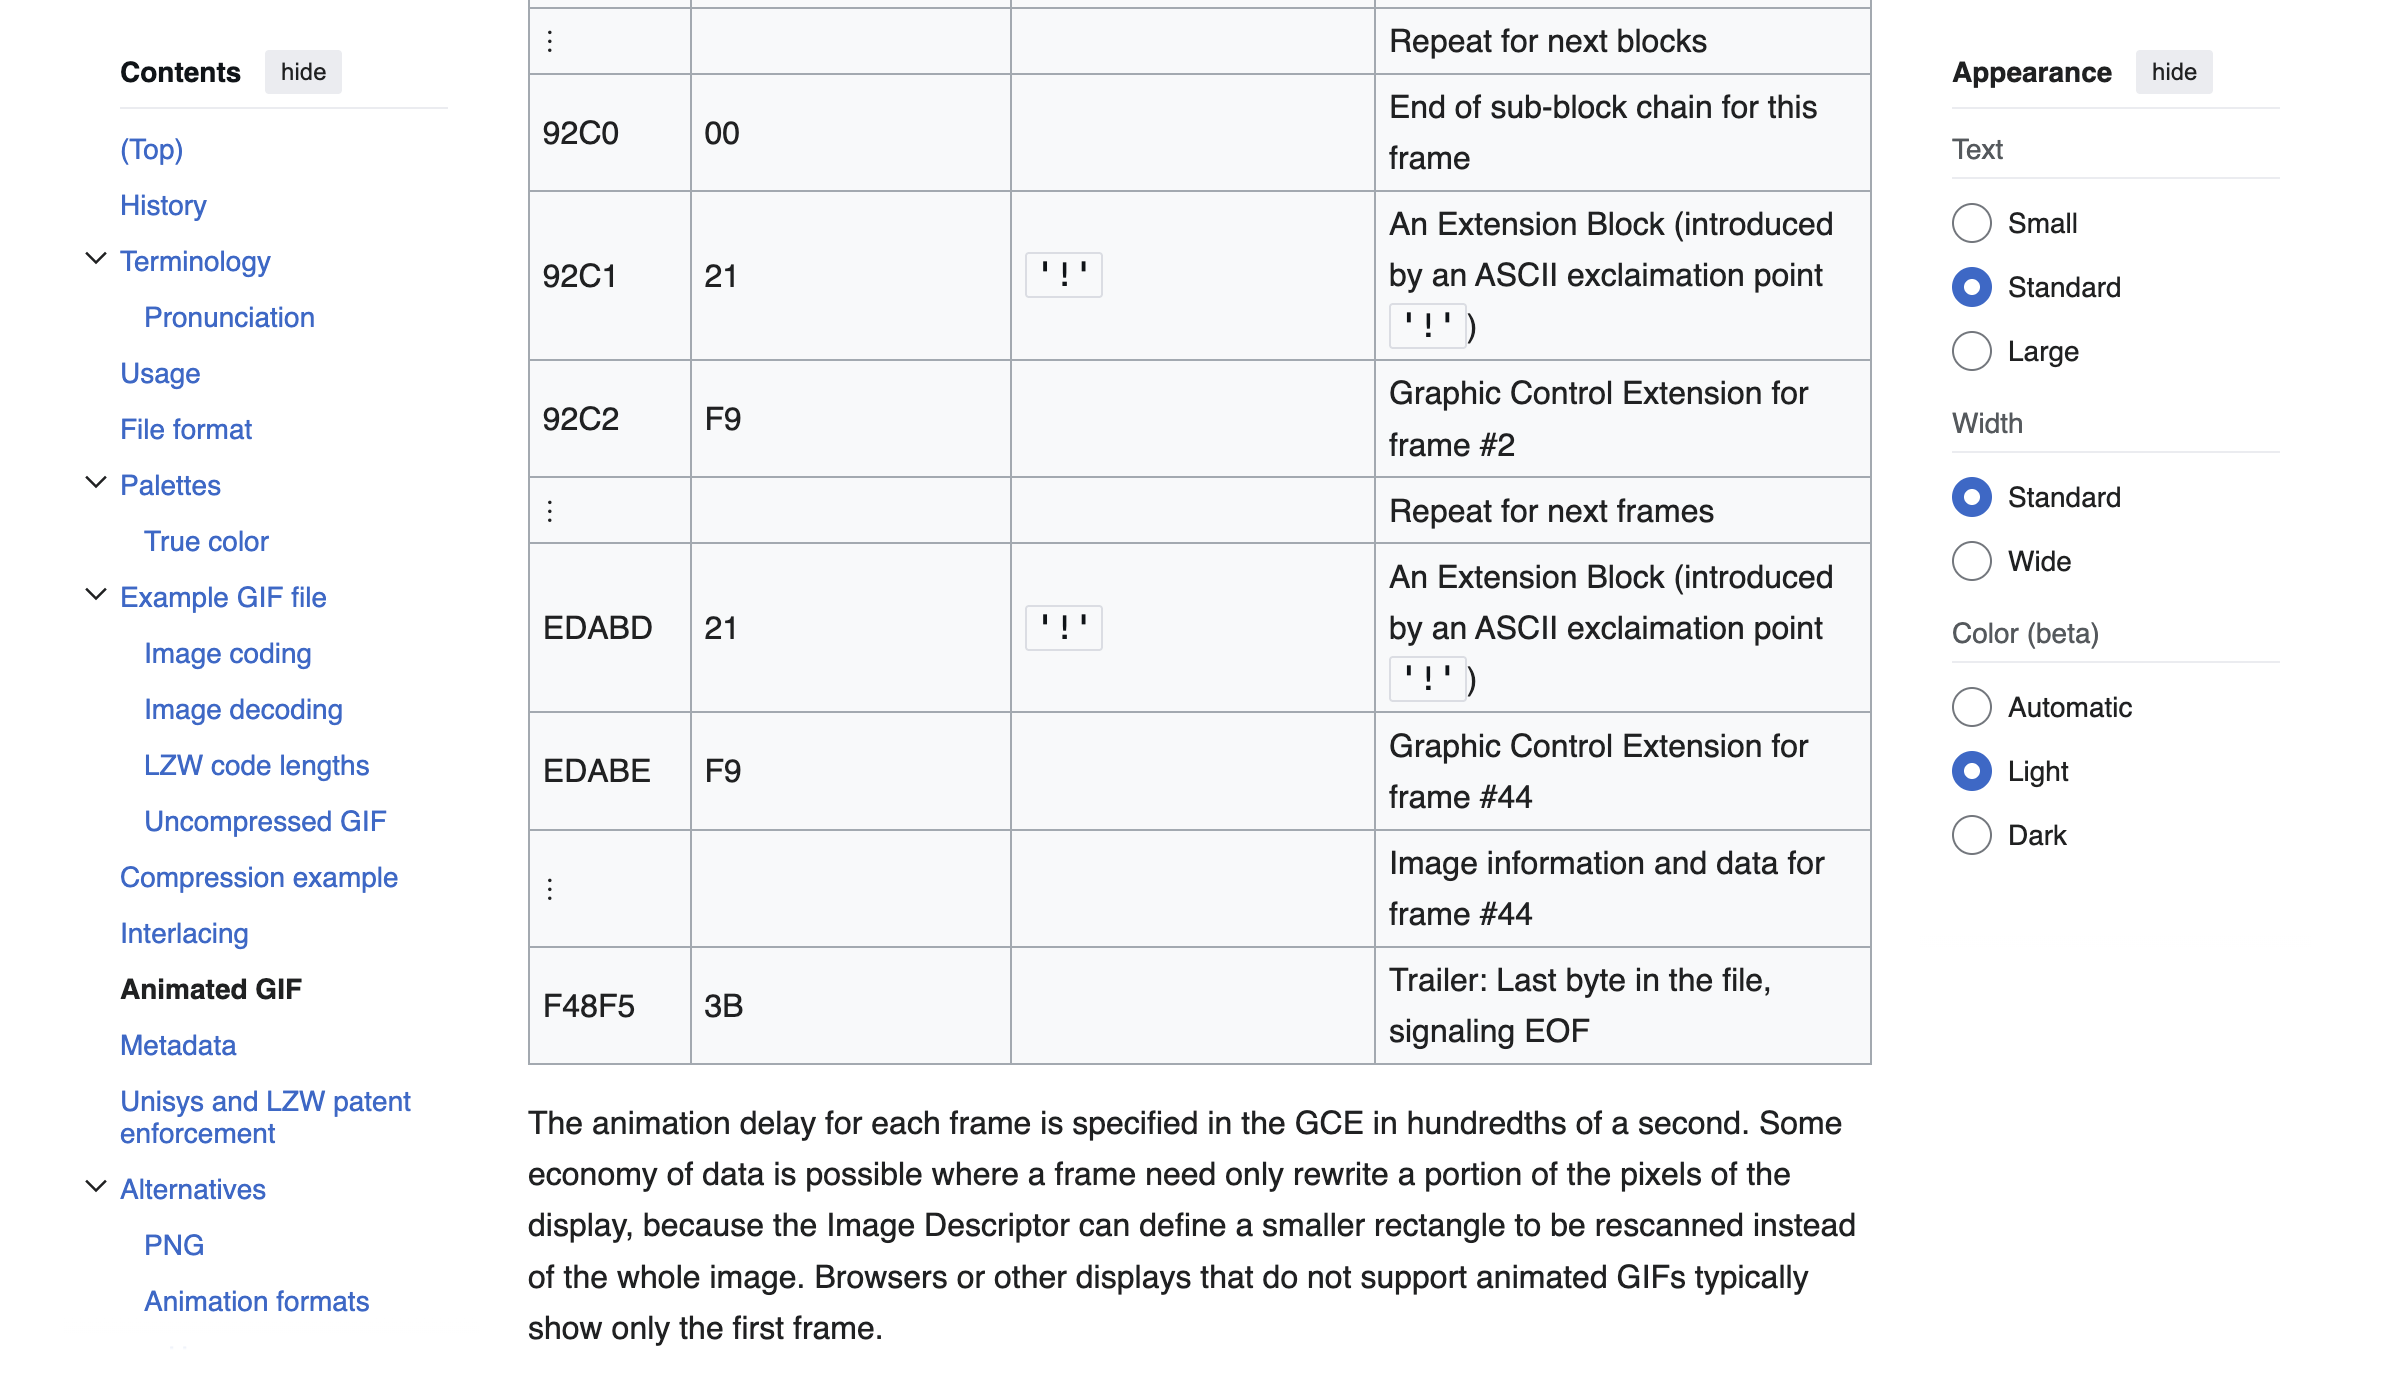 Contents hide
(Top)
History
Terminology
Pronunciation
Usage
File format
Palettes
True color
Example GIF file
Image coding
Image decoding
LZW code lengths
Uncompressed GIF
Compression example
Interlacing
Animated GIF
Metadata
Unisys and LZW patent
enforcement
Alternatives
PNG
Animation formats
⋮ Repeat for next blocks
92C0 00 End of sub-block chain for this
frame
92C1 21 '!' An Extension Block (introduced
by an ASCII exclaimation point
'!')
92C2 F9 Graphic Control Extension for
frame #2
⋮ Repeat for next frames
EDABD 21 '!' An Extension Block (introduced
by an ASCII exclaimation point
'!')
EDABE F9 Graphic Control Extension for
frame #44
⋮ Image information and data for
frame #44
F48F5 3B Trailer: Last byte in the file,
signaling EOF
The animation delay for each frame is specified in the GCE in hundredths of a second. Some
economy of data is possible where a frame need only rewrite a portion of the pixels of the
display, because the Image Descriptor can define a smaller rectangle to be rescanned instead
of the whole image. Browsers or other displays that do not support animated GIFs typically
show only the first frame.
Appearance hide
Text
Small
Standard
Large
Width
Standard
Wide
Color (beta)
Automatic
Light
Dark